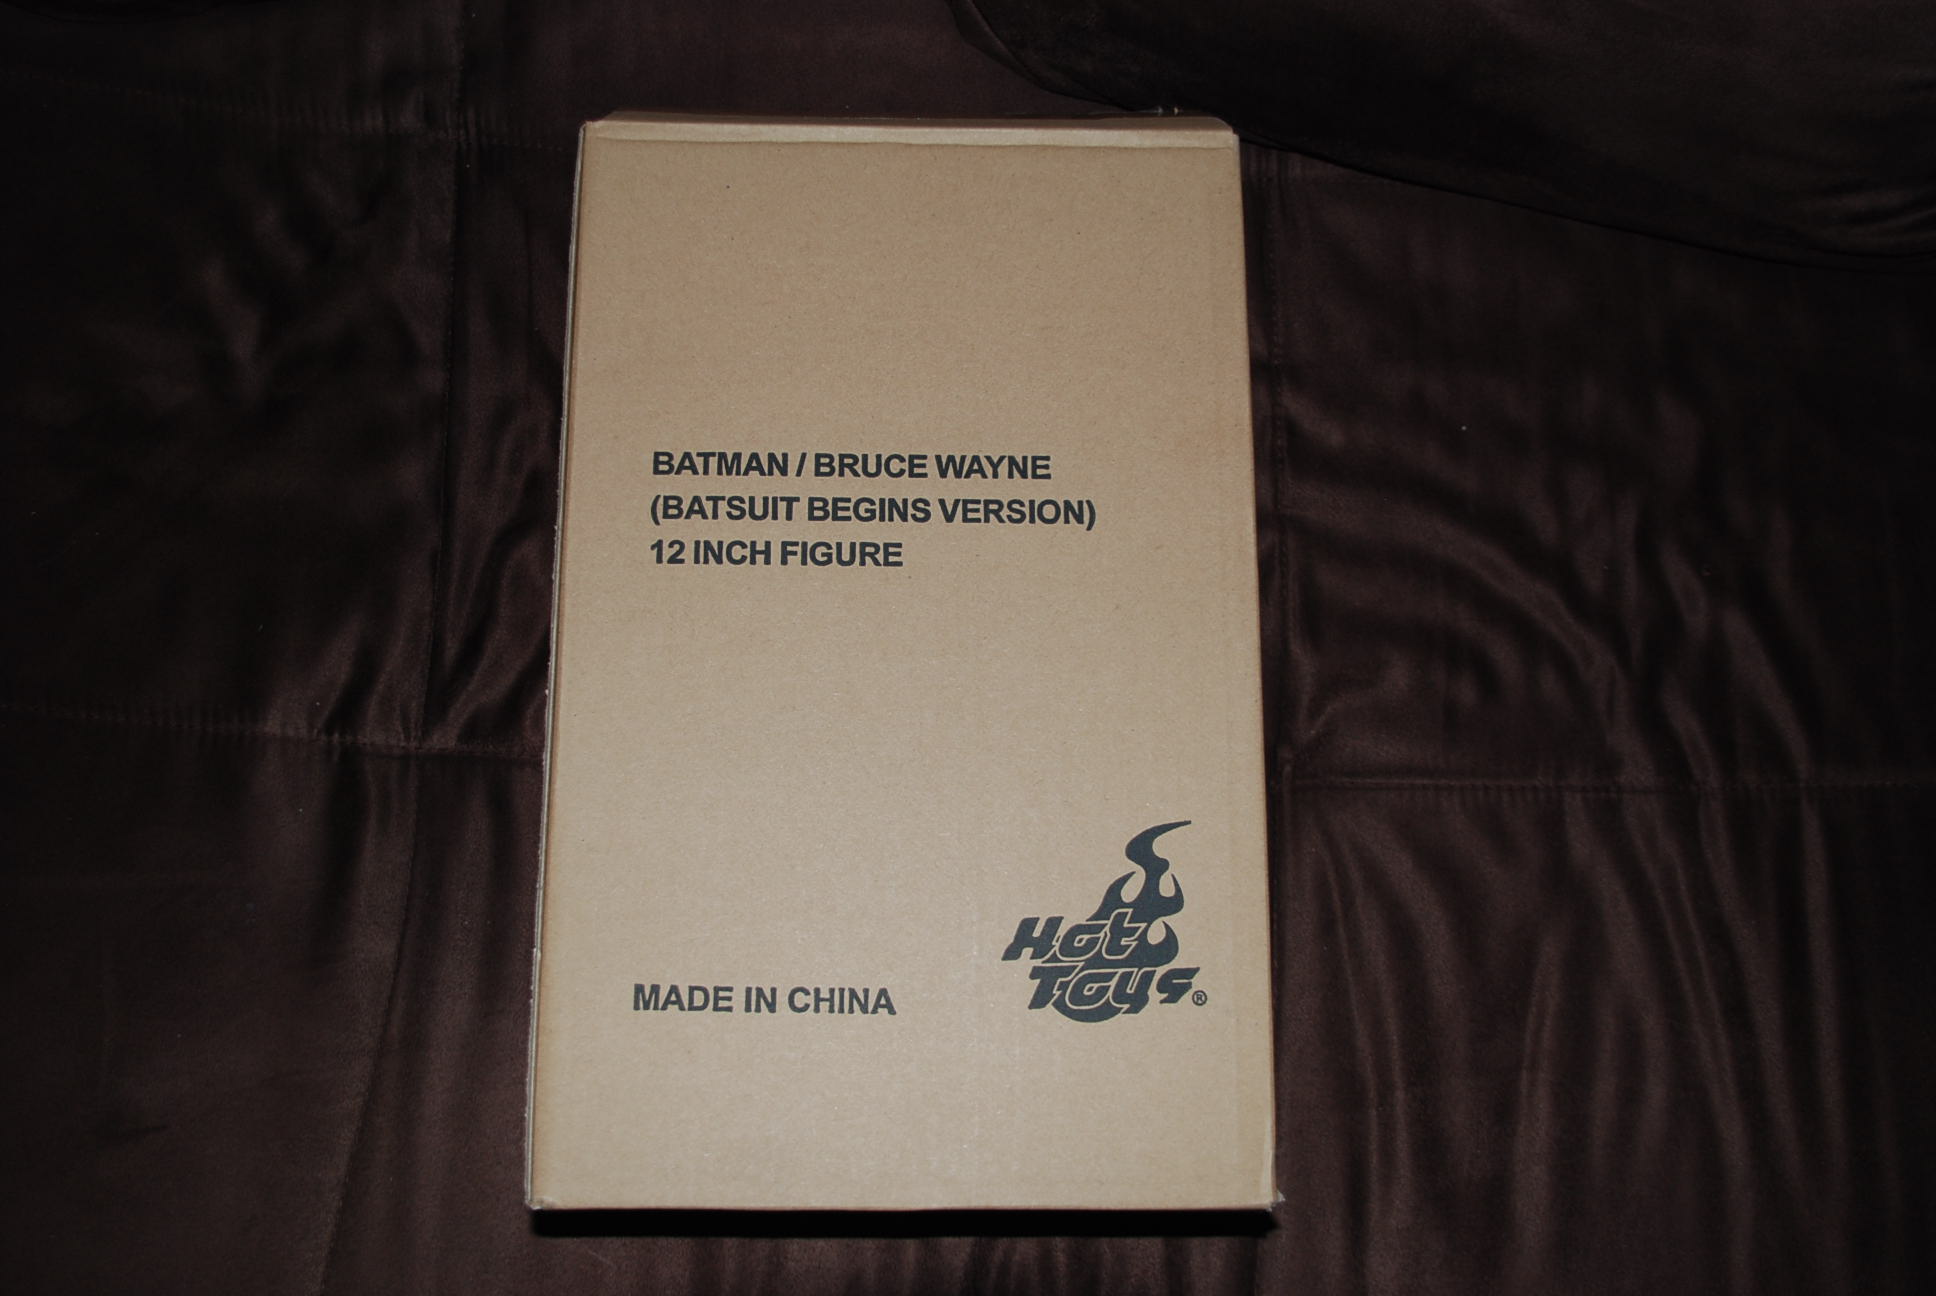 BATMAN / BRUCE WAYNE
(BATSUIT BEGINS VERSION)
12 INCH FIGURE
Hot
Toys®
MADE IN CHINA